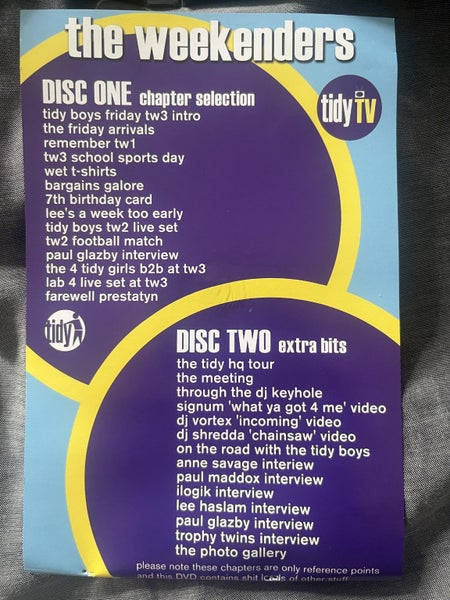 the weekenders
DISC ONE chapter selection
tidy TV
tidy boys friday tw3 intro
the friday arrivals
remember tw1
tw3 school sports day
wet t-shirts
bargains galore
7th birthday card
lee's a week too early
tidy boys tw2 live set
tw2 football match
paul glazby interview
the 4 tidy girls b2b at tw3
lab 4 live set at tw3
farewell prestatyn
tidy
DISC TWO extra bits
the tidy hq tour
the meeting
through the dj keyhole
signum 'what ya got 4 me' video
dj vortex 'incoming' video
dj shredda 'chainsaw' video
on the road with the tidy boys
anne savage interiew
paul maddox interview
ilogik interview
lee haslam interview
paul glazby interview
trophy twins interview
the photo gallery
please note these chapters are only reference points
and this DVD contains shit loads of other stuff